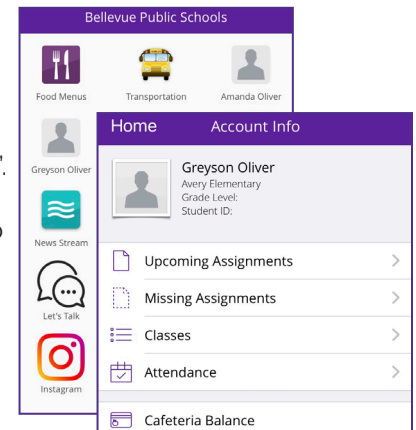 Bellevue Public Schools
Food Menus
Transportation
Amanda Oliver
Greyson Oliver
News Stream
Let's Talk
Instagram
Home
Account Info
Greyson Oliver
Avery Elementary
Grade Level:
Student ID:
Upcoming Assignments
Missing Assignments
Classes
Attendance
Cafeteria Balance